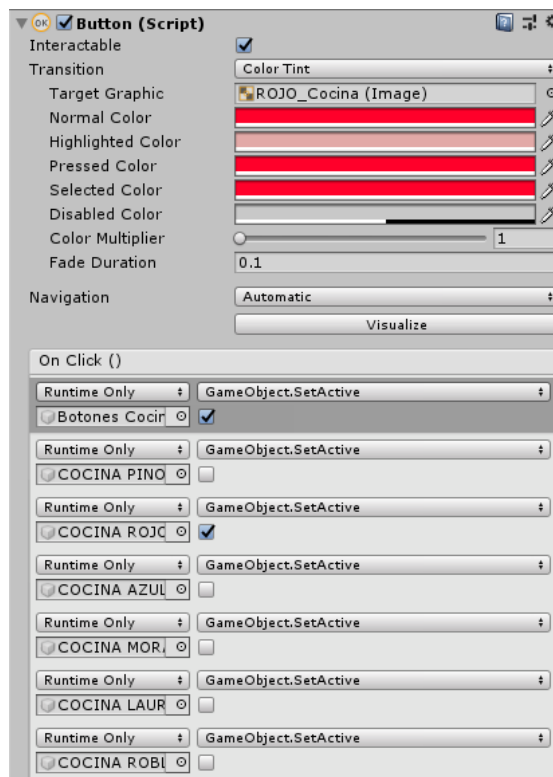 OK Button (Script)
Interactable
Transition Color Tint
Target Graphic ROJO_Cocina (Image)
Normal Color
Highlighted Color
Pressed Color
Selected Color
Disabled Color
Color Multiplier 1
Fade Duration 0.1
Navigation Automatic
Visualize
On Click ()
Runtime Only GameObject.SetActive
Botones Cocin
Runtime Only GameObject.SetActive
COCINA PINO
Runtime Only GameObject.SetActive
COCINA ROJO
Runtime Only GameObject.SetActive
COCINA AZUL
Runtime Only GameObject.SetActive
COCINA MOR
Runtime Only GameObject.SetActive
COCINA LAUR
Runtime Only GameObject.SetActive
COCINA ROBL